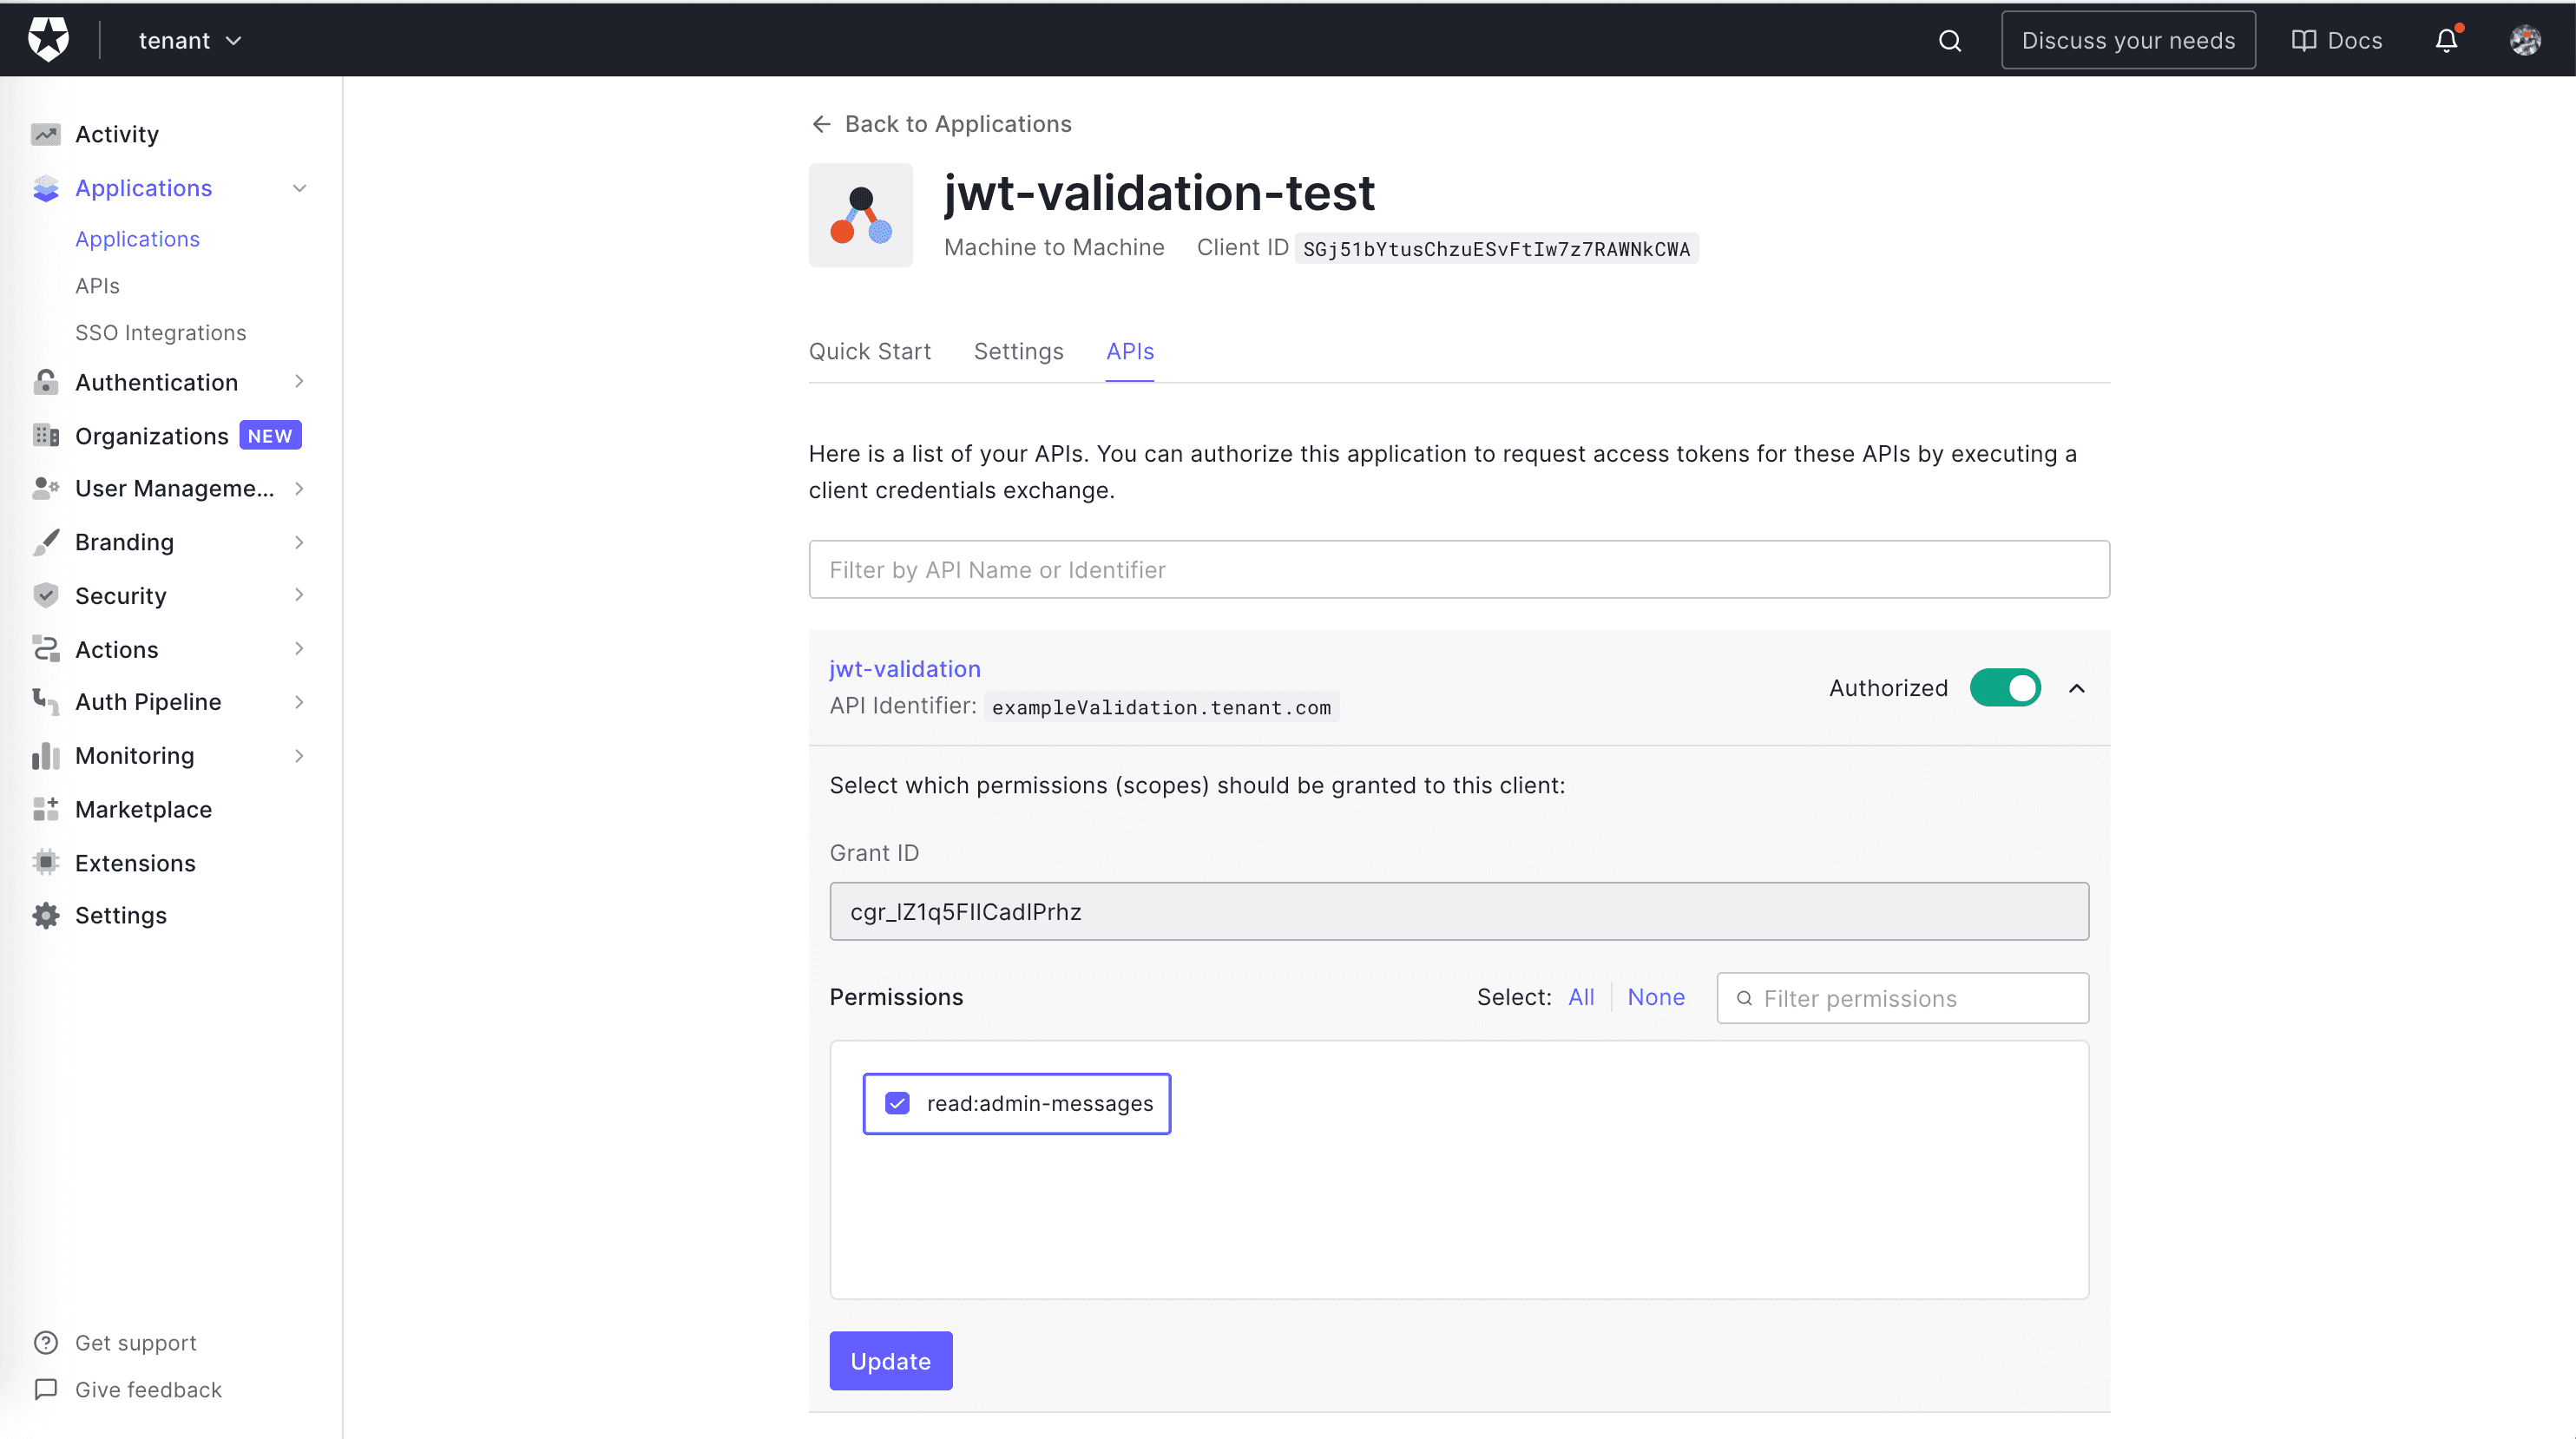 tenant
Discuss your needs
Docs
Activity
Applications
Applications
APIs
SSO Integrations
Authentication
Organizations NEW
User Manageme...
Branding
Security
Actions
Auth Pipeline
Monitoring
Marketplace
Extensions
Settings
Get support
Give feedback
Back to Applications
jwt-validation-test
Machine to Machine Client ID SGj51bYtusChzuESvFtIw7z7RAWNkCWA
Quick Start Settings APIs
Here is a list of your APIs. You can authorize this application to request access tokens for these APIs by executing a
client credentials exchange.
Filter by API Name or Identifier
jwt-validation
API Identifier: exampleValidation.tenant.com
Authorized
Select which permissions (scopes) should be granted to this client:
Grant ID
cgr_lZ1q5FIICadlPrhz
Permissions
Select: All None
Filter permissions
read:admin-messages
Update